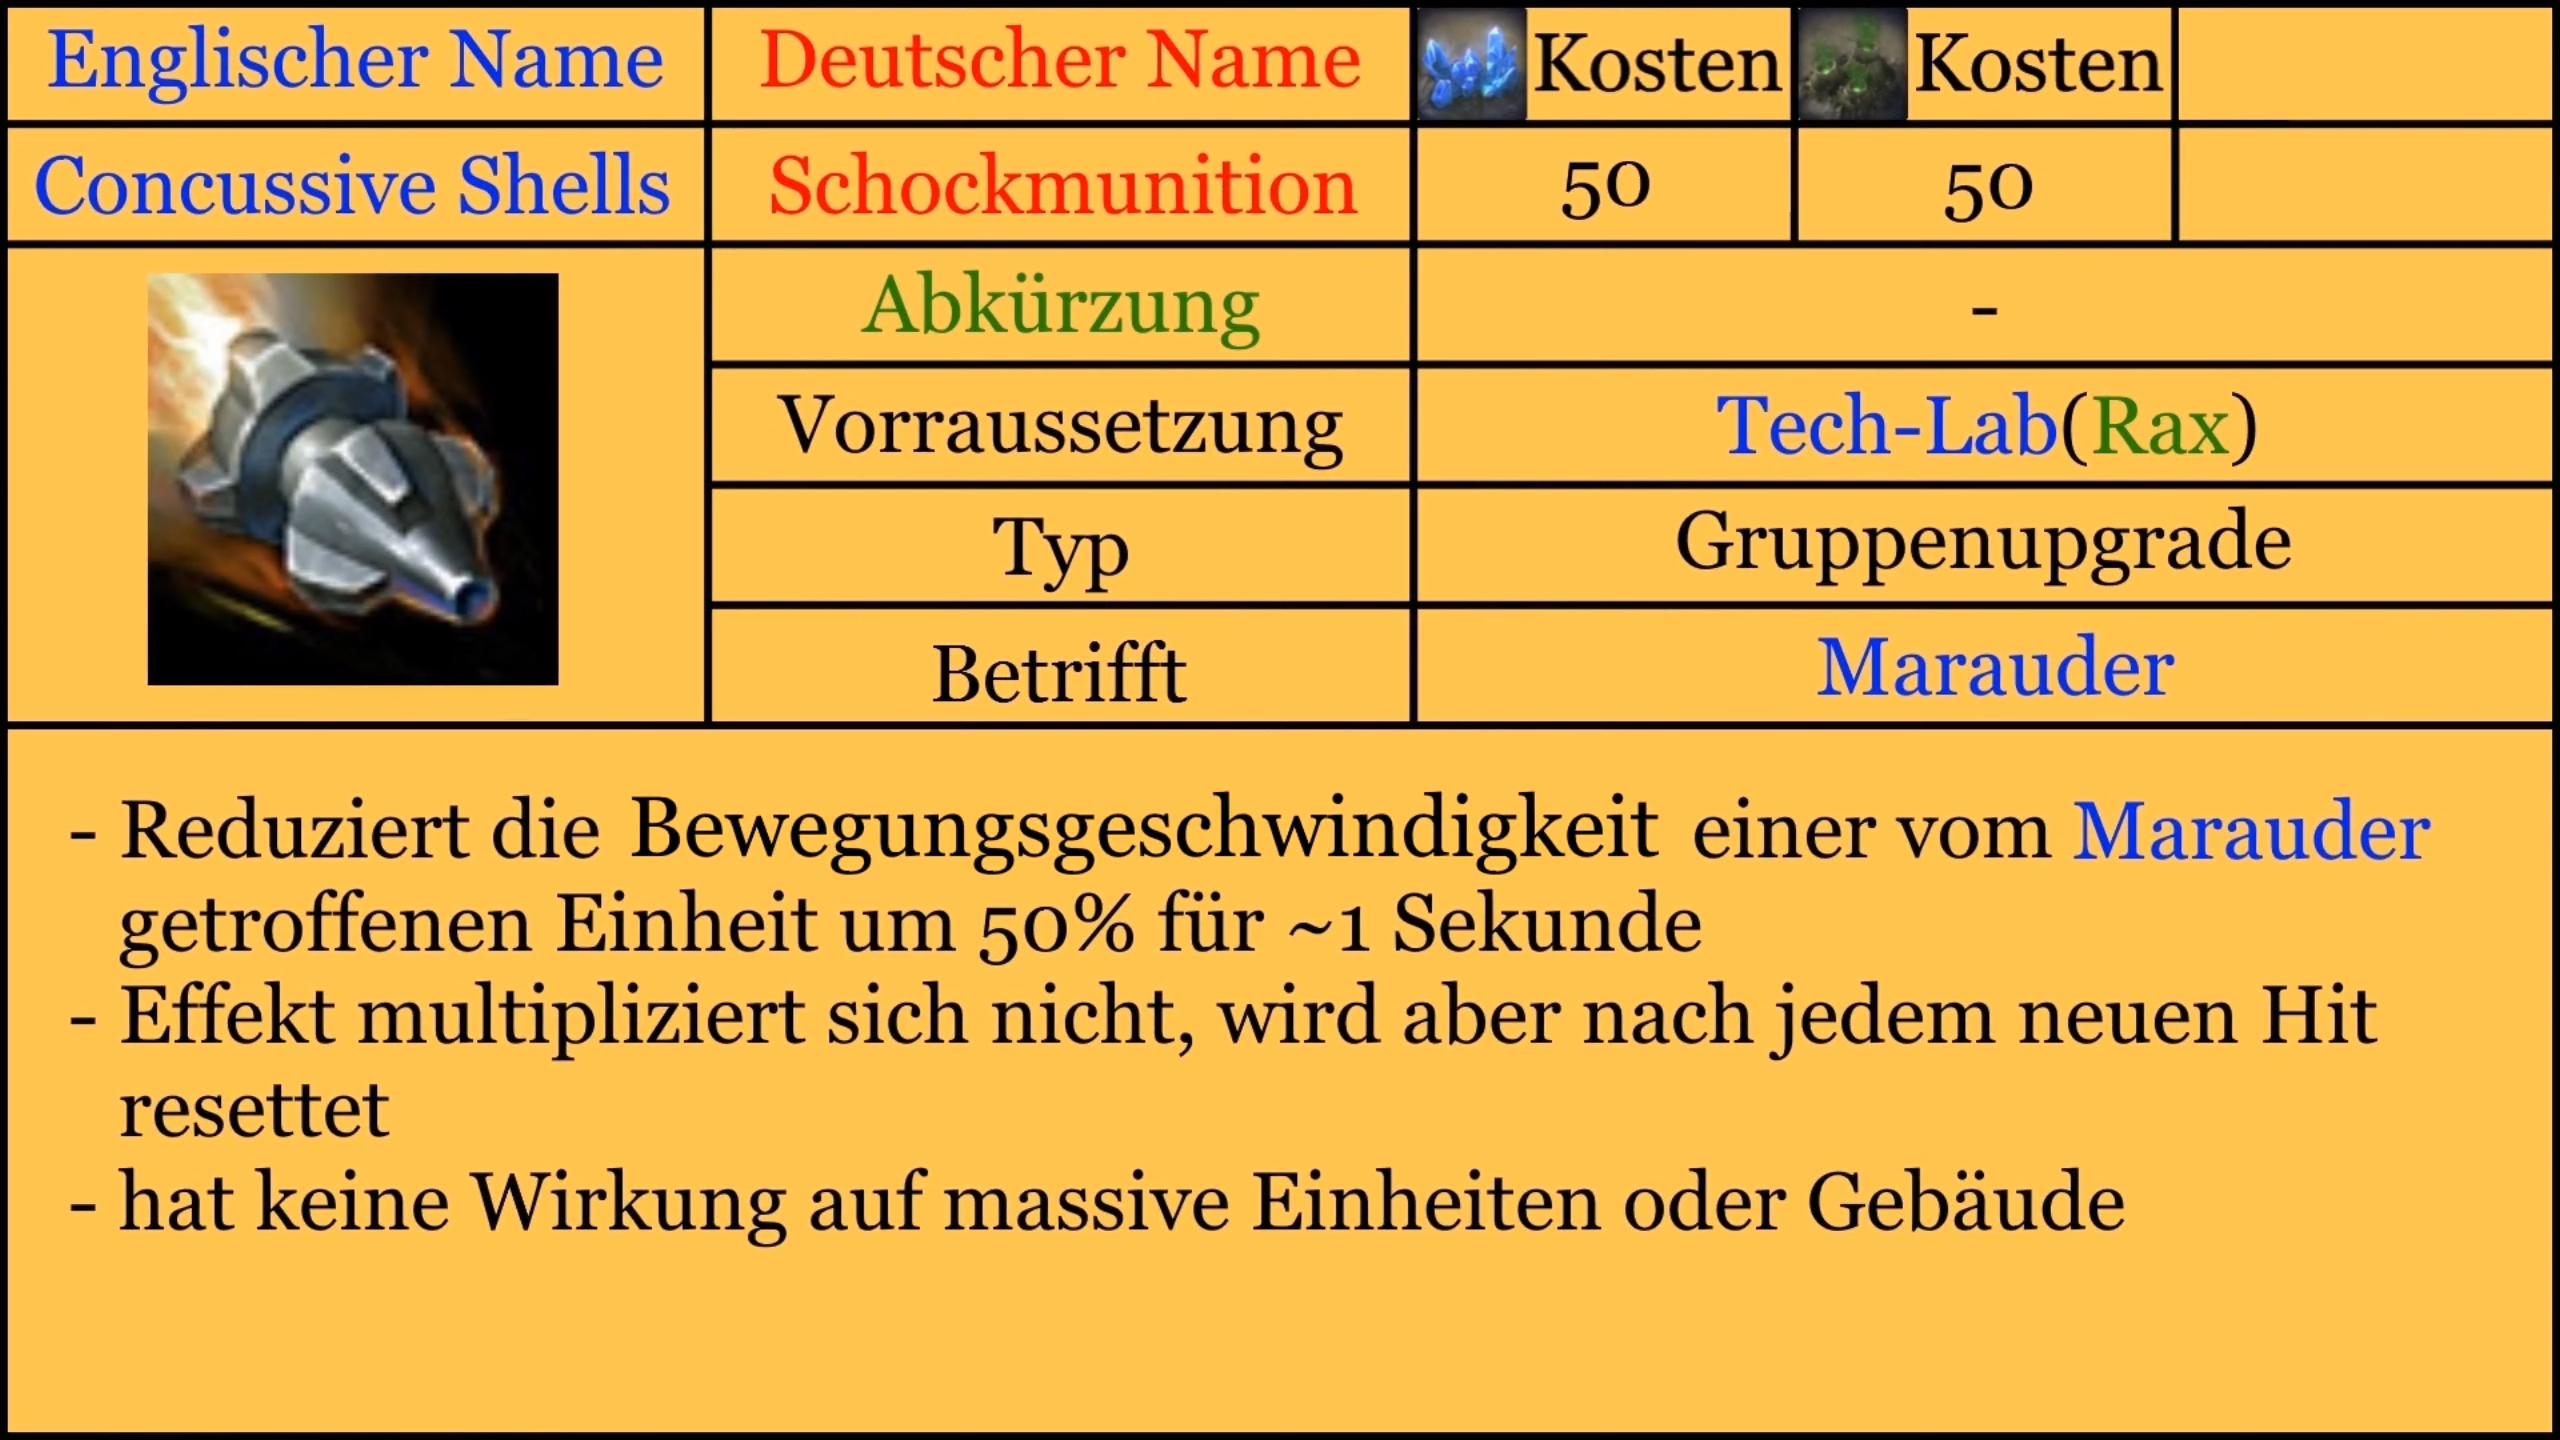 Englischer Name Deutscher Name Kosten Kosten
Concussive Shells Schockmunition 50 50
Abkürzung -
Vorraussetzung Tech-Lab(Rax)
Typ Gruppenupgrade
Betrifft Marauder
- Reduziert die Bewegungsgeschwindigkeit einer vom Marauder
getroffenen Einheit um 50% für ~1 Sekunde
- Effekt multipliziert sich nicht, wird aber nach jedem neuen Hit
resettet
- hat keine Wirkung auf massive Einheiten oder Gebäude